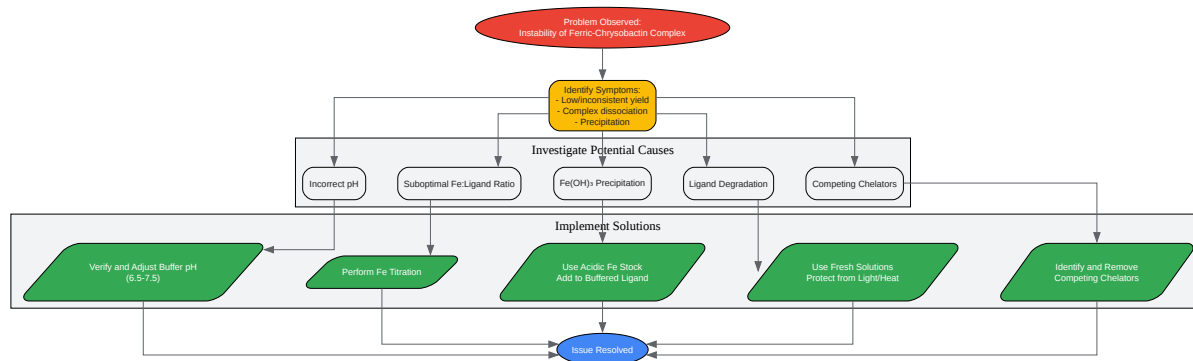 Problem Observed:
Instability of Ferric-Chrysobactin Complex
Identify Symptoms:
- Low/inconsistent yield
- Complex dissociation
- Precipitation
Investigate Potential Causes
Incorrect pH
Suboptimal Fe:Ligand Ratio
Fe(OH)₃ Precipitation
Ligand Degradation
Competing Chelators
Implement Solutions
Verify and Adjust Buffer pH
(6.5-7.5)
Perform Fe Titration
Use Acidic Fe Stock
Add to Buffered Ligand
Use Fresh Solutions
Protect from Light/Heat
Identify and Remove
Competing Chelators
Issue Resolved